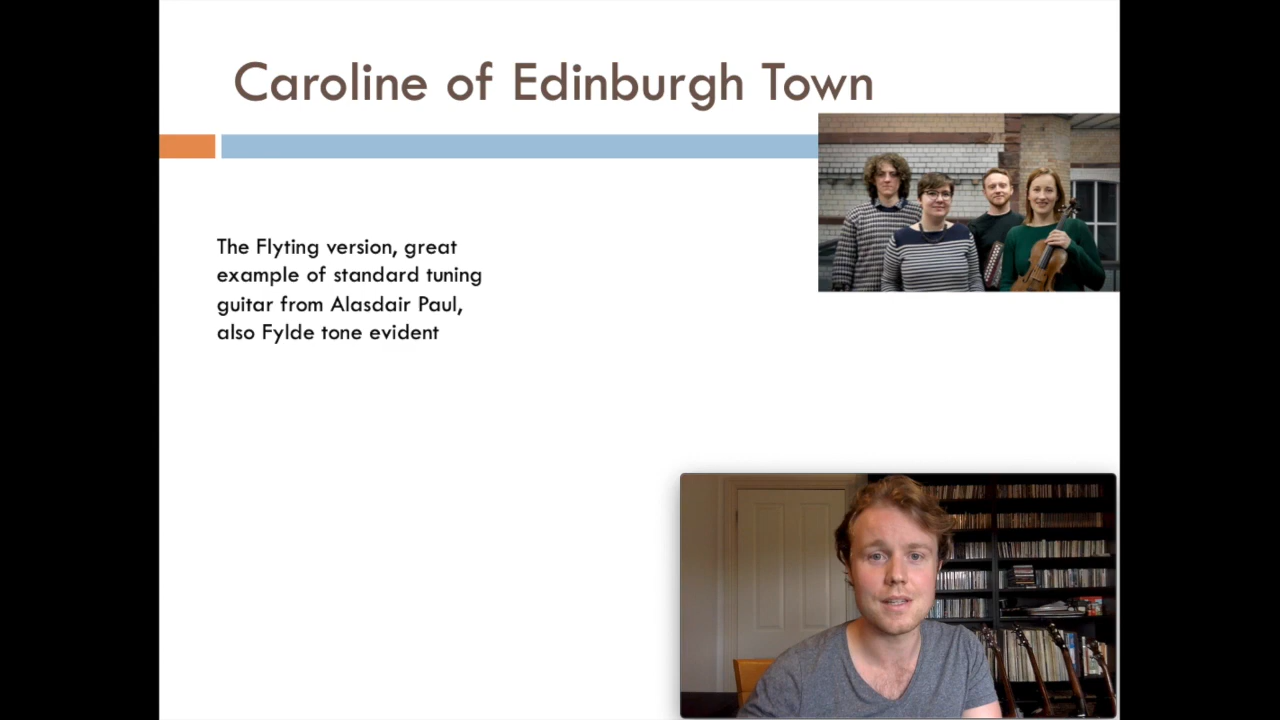 Caroline of Edinburgh Town
The Flyting version, great
example of standard tuning
guitar from Alasdair Paul,
also Fylde tone evident